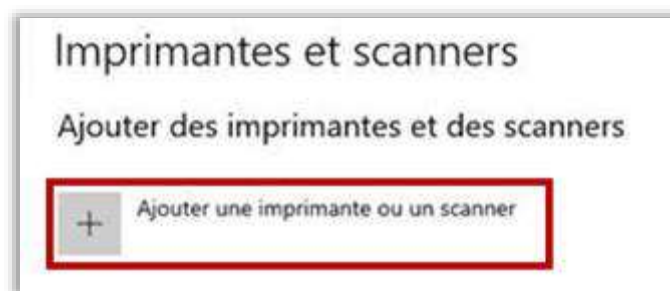 Imprimantes et scanners
Ajouter des imprimantes et des scanners
+ Ajouter une imprimante ou un scanner